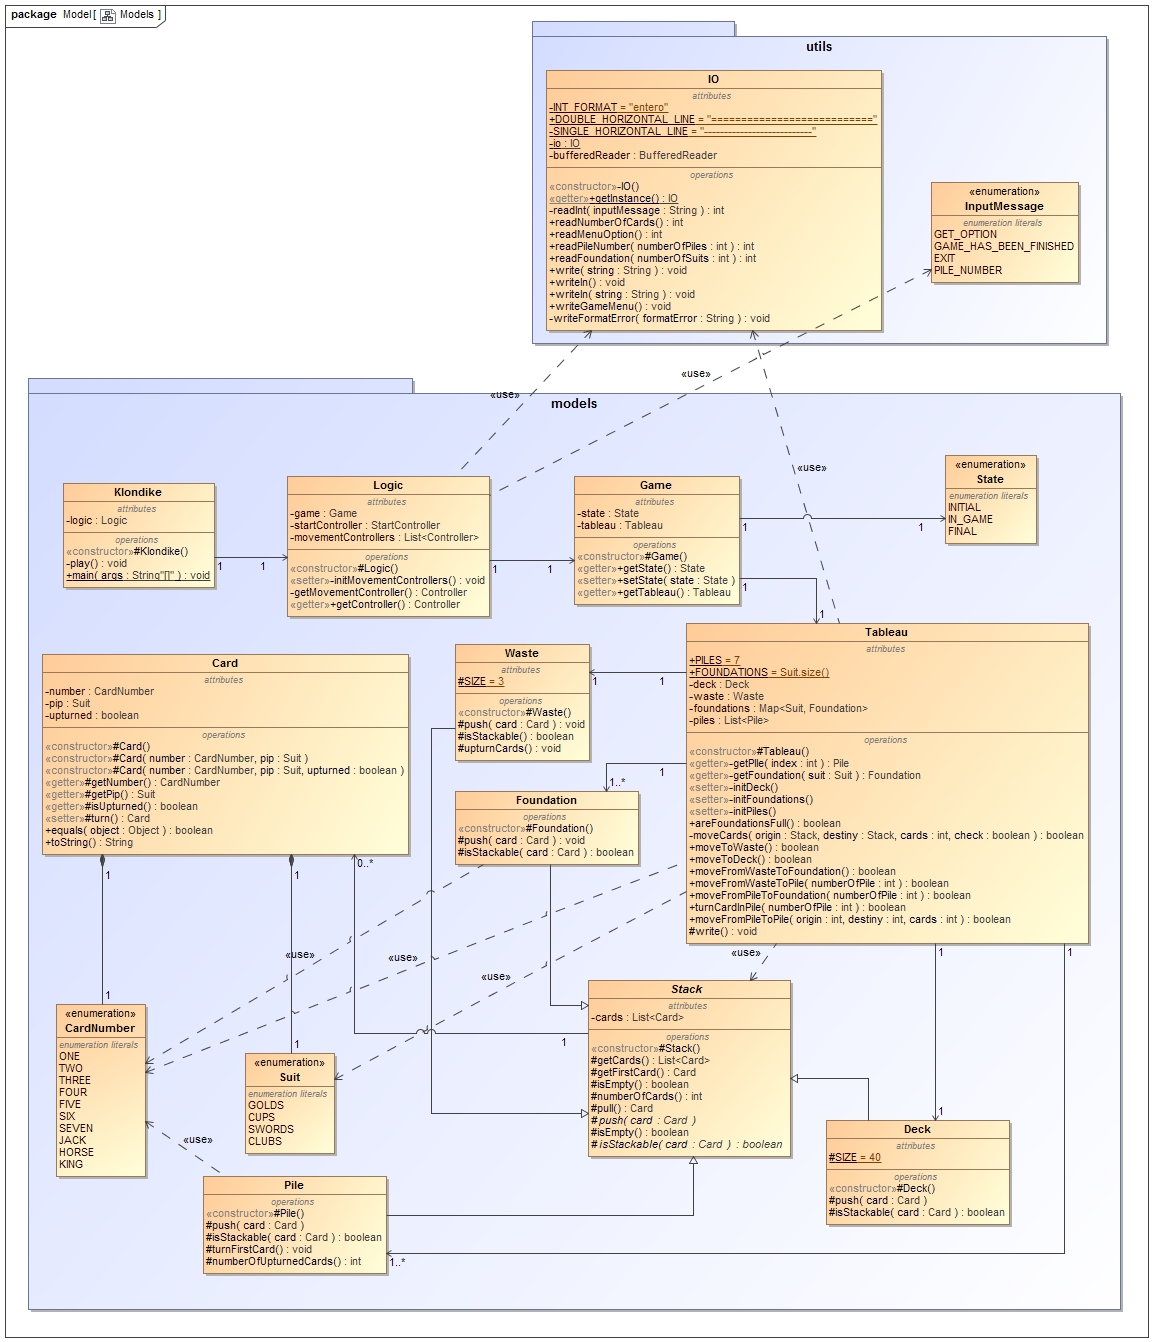 package Model[ Models ]
utils
IO
attributes
-INT_FORMAT = "entero"
+DOUBLE_HORIZONTAL_LINE = "==========================="
-SINGLE_HORIZONTAL_LINE = "---------------------------"
-io : IO
-bufferedReader : BufferedReader
operations
«constructor»-IO()
«getter»+getInstance() : IO
-readInt( inputMessage : String ) : int
+readNumberOfCards() : int
+readMenuOption() : int
+readPileNumber( numberOfPiles : int ) : int
+readFoundation( numberOfSuits : int ) : int
+write( string : String ) : void
+writeln() : void
+writeln( string : String ) : void
+writeGameMenu() : void
-writeFormatError( formatError : String ) : void
«enumeration»
InputMessage
enumeration literals
GET_OPTION
GAME_HAS_BEEN_FINISHED
EXIT
PILE_NUMBER
«use»
«use»
«use»
models
Klondike
attributes
-logic : Logic
operations
«constructor»#Klondike()
-play() : void
+main( args : String"[]" ) : void
1
1
Logic
attributes
-game : Game
-startController : StartController
-movementControllers : List<Controller>
operations
«constructor»#Logic()
«setter»-initMovementControllers() : void
-getMovementController() : Controller
«getter»+getController() : Controller
1
1
Game
attributes
-state : State
-tableau : Tableau
operations
«constructor»#Game()
«getter»+getState() : State
«setter»+setState( state : State )
«getter»+getTableau() : Tableau
1
1
1
1
«enumeration»
State
enumeration literals
INITIAL
IN_GAME
FINAL
Card
attributes
-number : CardNumber
-pip : Suit
-upturned : boolean
operations
«constructor»#Card()
«constructor»#Card( number : CardNumber, pip : Suit )
«constructor»#Card( number : CardNumber, pip : Suit, upturned : boolean )
«getter»#getNumber() : CardNumber
«getter»#getPip() : Suit
«getter»#isUpturned() : boolean
«setter»#turn() : Card
+equals( object : Object ) : boolean
+toString() : String
1
1
0..*
Waste
attributes
#SIZE = 3
operations
«constructor»#Waste()
#push( card : Card ) : void
#isStackable() : boolean
#upturnCards() : void
1
1
Foundation
operations
«constructor»#Foundation()
#push( card : Card ) : void
#isStackable( card : Card ) : boolean
1
1..*
Tableau
attributes
+PILES = 7
+FOUNDATIONS = Suit.size()
-deck : Deck
-waste : Waste
-foundations : Map<Suit, Foundation>
-piles : List<Pile>
operations
«constructor»#Tableau()
«getter»-getPile( index : int ) : Pile
«getter»-getFoundation( suit : Suit ) : Foundation
«setter»-initDeck()
«setter»-initFoundations()
«setter»-initPiles()
+areFoundationsFull() : boolean
-moveCards( origin : Stack, destiny : Stack, cards : int, check : boolean ) : boolean
+moveToWaste() : boolean
+moveToDeck() : boolean
+moveFromWasteToFoundation() : boolean
+moveFromWasteToPile( numberOfPile : int ) : boolean
+moveFromPileToFoundation( numberOfPile : int ) : boolean
+turnCardInPile( numberOfPile : int ) : boolean
+moveFromPileToPile( origin : int, destiny : int, cards : int ) : boolean
#write() : void
«use»
«use»
«use»
«use»
1
1
Stack
attributes
-cards : List<Card>
operations
«constructor»#Stack()
#getCards() : List<Card>
#getFirstCard() : Card
#isEmpty() : boolean
#numberOfCards() : int
#pull() : Card
#push( card : Card )
#isEmpty() : boolean
#isStackable( card : Card ) : boolean
1
1
«enumeration»
CardNumber
enumeration literals
ONE
TWO
THREE
FOUR
FIVE
SIX
SEVEN
JACK
HORSE
KING
1
«enumeration»
Suit
enumeration literals
GOLDS
CUPS
SWORDS
CLUBS
«use»
1
Deck
attributes
#SIZE = 40
operations
«constructor»#Deck()
#push( card : Card )
#isStackable( card : Card ) : boolean
Pile
operations
«constructor»#Pile()
#push( card : Card )
#isStackable( card : Card ) : boolean
#turnFirstCard() : void
#numberOfUpturnedCards() : int
1..*